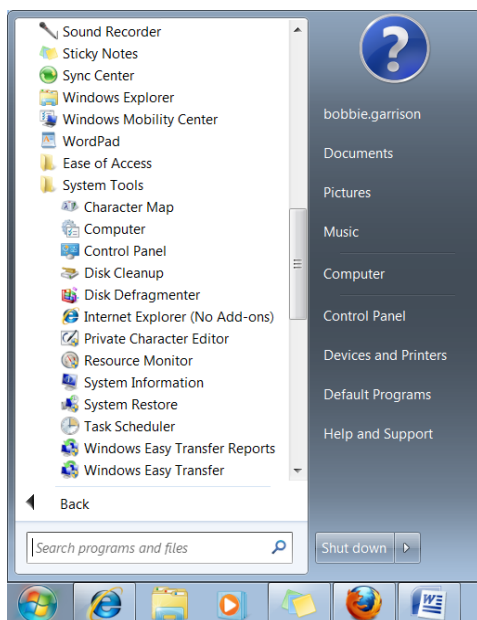 Sound Recorder
Sticky Notes
Sync Center
Windows Explorer
Windows Mobility Center
WordPad
Ease of Access
System Tools
Character Map
Computer
Control Panel
Disk Cleanup
Disk Defragmenter
Internet Explorer (No Add-ons)
Private Character Editor
Resource Monitor
System Information
System Restore
Task Scheduler
Windows Easy Transfer Reports
Windows Easy Transfer
Back
Search programs and files
bobbie.garrison
Documents
Pictures
Music
Computer
Control Panel
Devices and Printers
Default Programs
Help and Support
Shut down